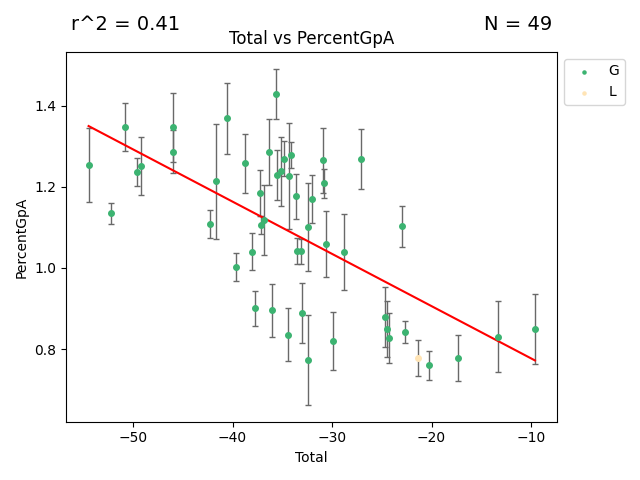 r^2 = 0.41
N = 49
Total vs PercentGpA
G
L
PercentGpA
1.4
1.2
1.0
0.8
−50
−40
−30
−20
−10
Total